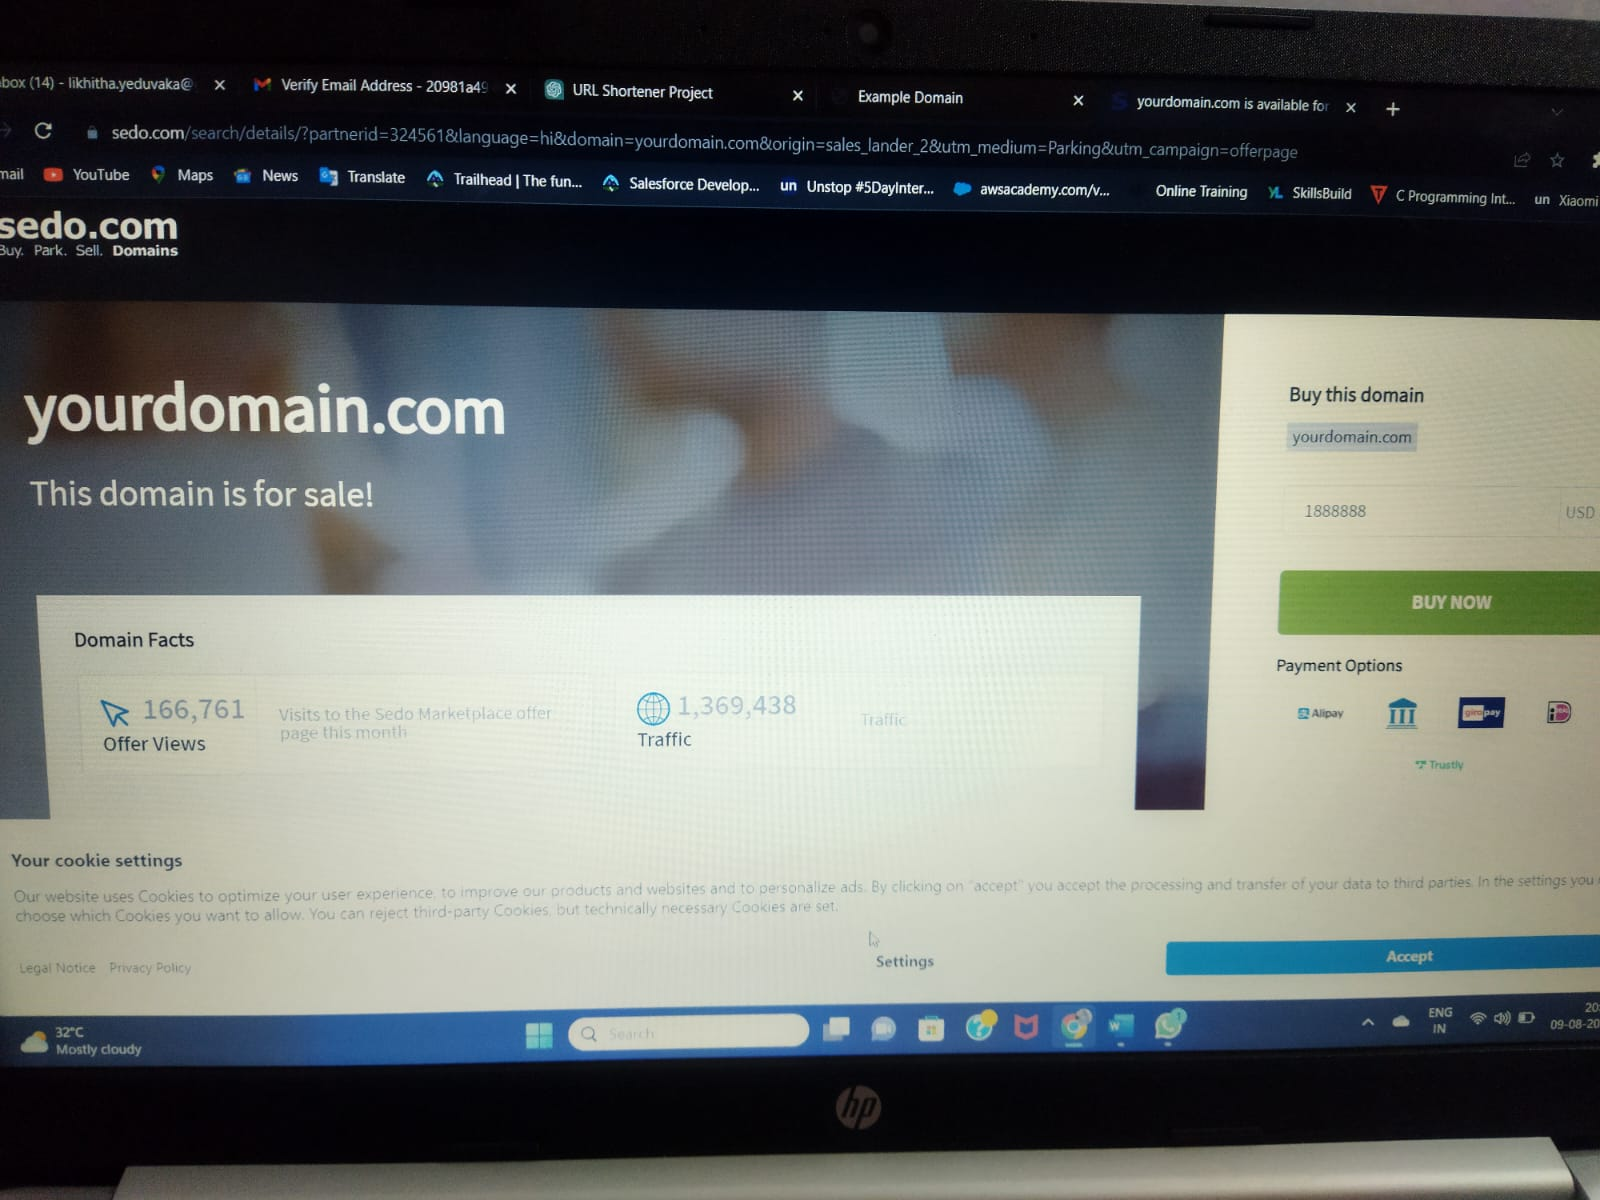 box (14) - likhitha.yeduvaka@
Verify Email Address - 20981a49
URL Shortener Project
Example Domain
yourdomain.com is available for
sedo.com/search/details/?partnerid=324561&language=hi&domain=yourdomain.com&origin=sales_lander_2&utm_medium=Parking&utm_campaign=offerpage
mail YouTube Maps News Translate Trailhead | The fun... Salesforce Develop... un Unstop #5DayInter... awsacademy.com/v... Online Training YL SkillsBuild C Programming Int... un Xiaomi
sedo.com
Buy. Park. Sell. Domains
yourdomain.com
This domain is for sale!
Buy this domain
yourdomain.com
1888888 USD
BUY NOW
Payment Options
Alipay
giropay
Trustly
Domain Facts
166,761
Offer Views
Visits to the Sedo Marketplace offer
page this month
1,369,438
Traffic
Traffic
Your cookie settings
Our website uses Cookies to optimize your user experience, to improve our products and websites and to personalize ads. By clicking on "accept" you accept the processing and transfer of your data to third parties. In the settings you
choose which Cookies you want to allow. You can reject third-party Cookies, but technically necessary Cookies are set.
Settings
Accept
Legal Notice Privacy Policy
32°C
Mostly cloudy
Search
ENG
IN
20:
09-08-20
hp